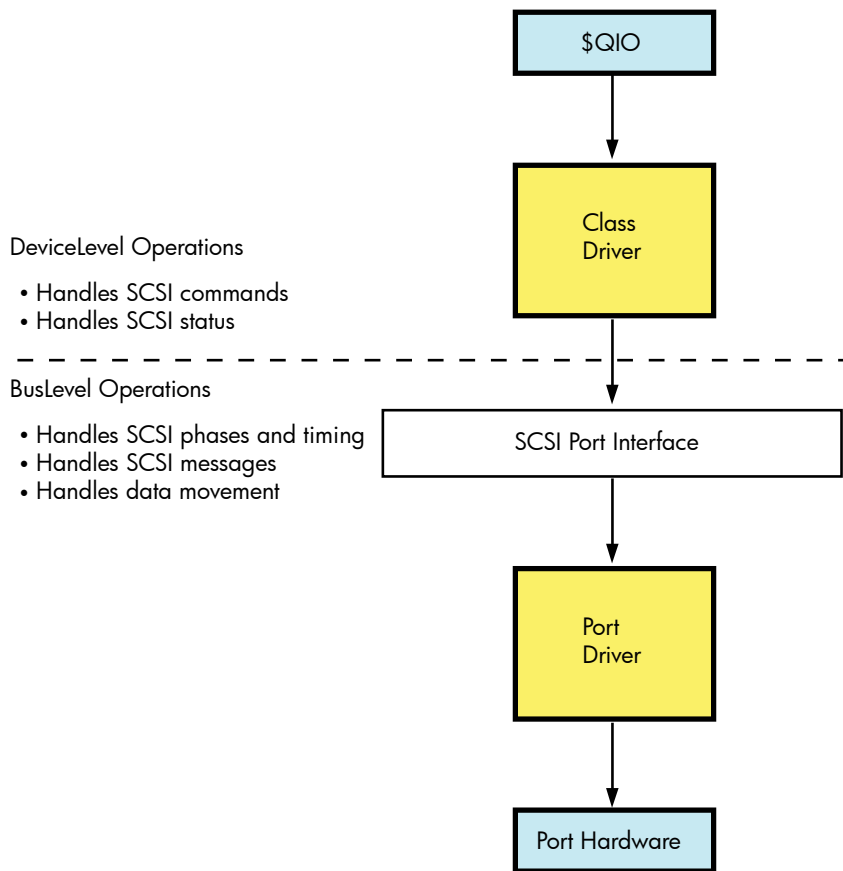 $QIO
Class
Driver
DeviceLevel Operations
• Handles SCSI commands
• Handles SCSI status
BusLevel Operations
• Handles SCSI phases and timing
• Handles SCSI messages
• Handles data movement
SCSI Port Interface
Port
Driver
Port Hardware